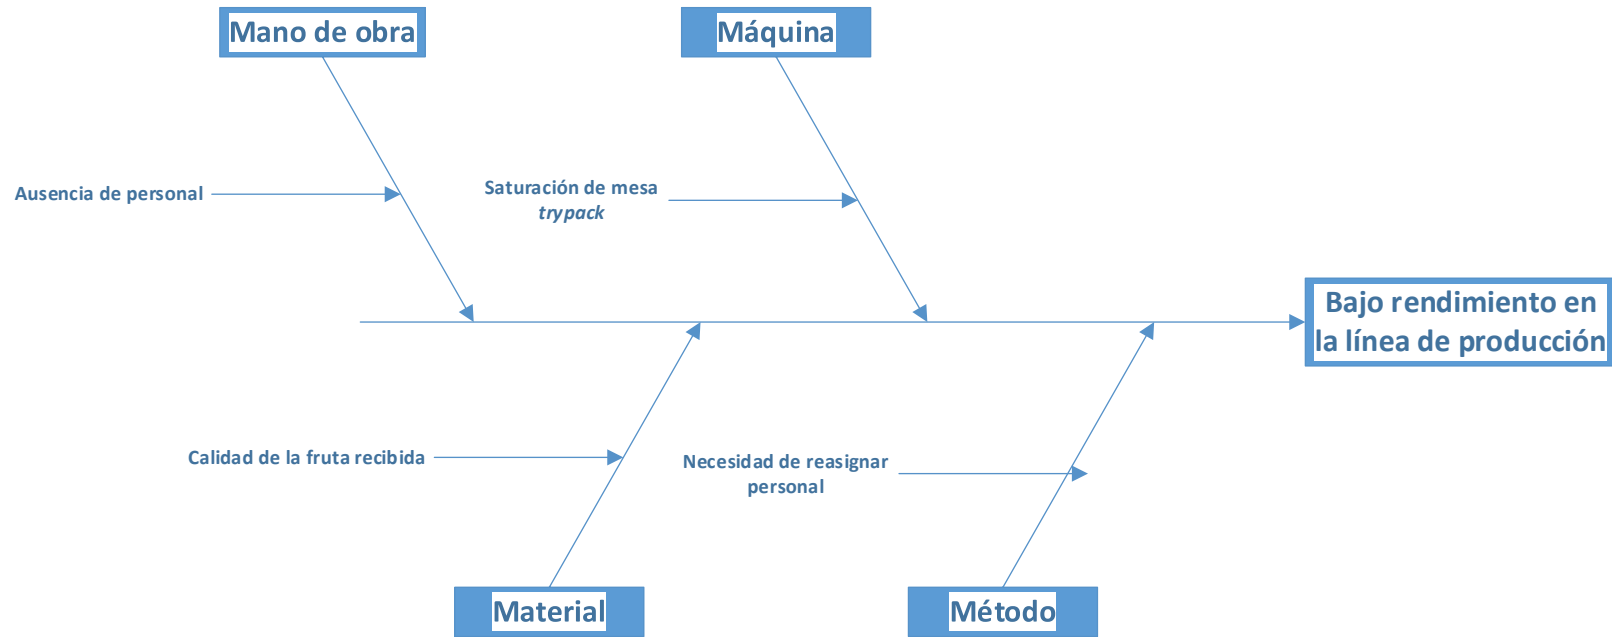 Mano de obra
Máquina
Ausencia de personal
Saturación de mesa
trypack
Bajo rendimiento en
la línea de producción
Calidad de la fruta recibida
Necesidad de reasignar
personal
Material
Método